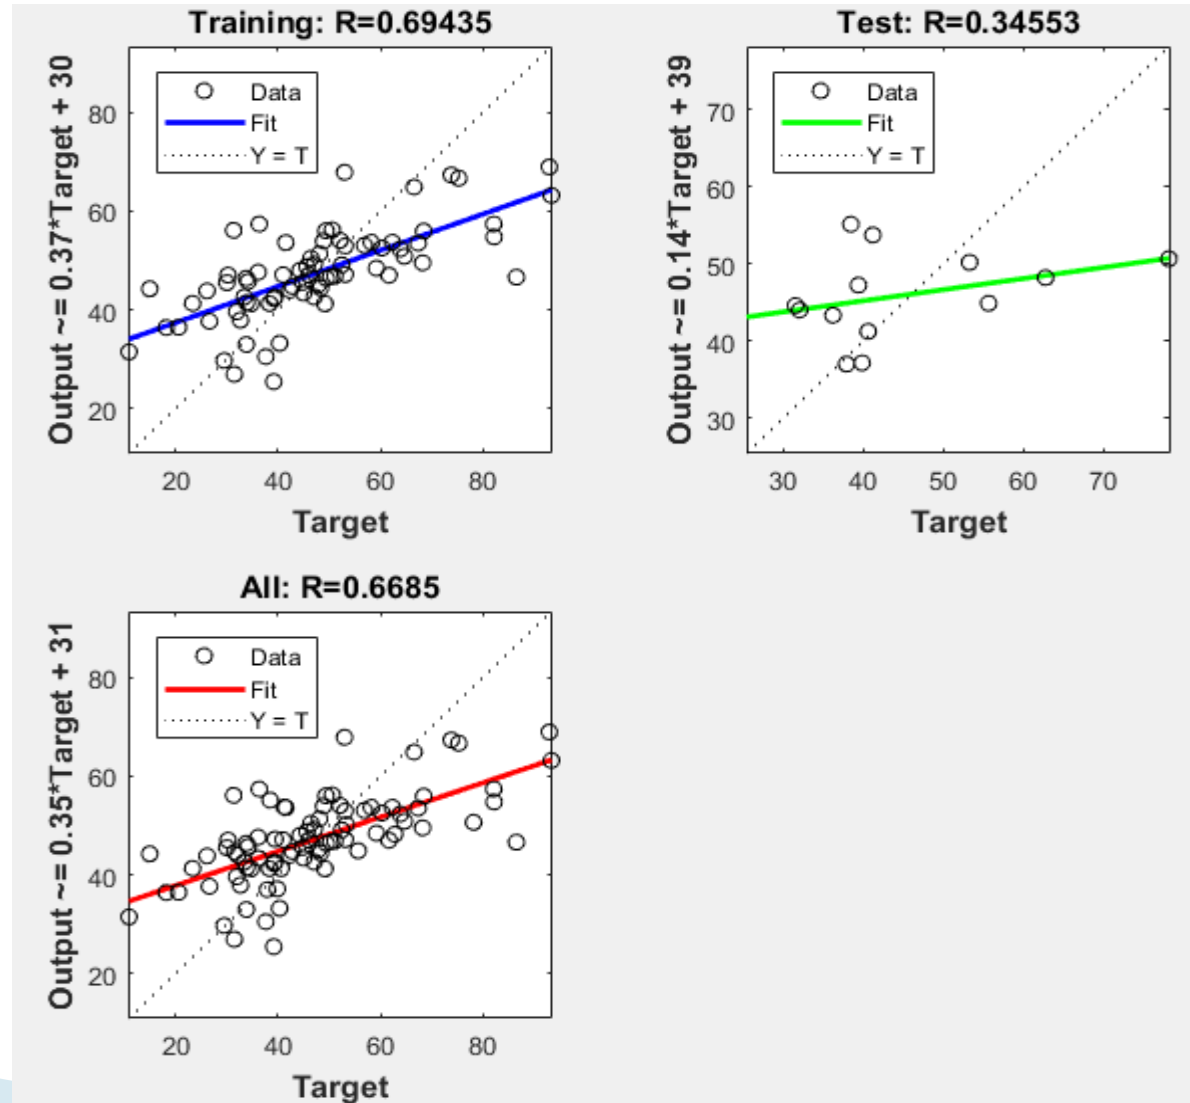 Training: R=0.69435
Output ~= 0.37*Target + 30
Data
Fit
Y = T
80
60
40
20
20 40 60 80
Target
Test: R=0.34553
Output ~= 0.14*Target + 39
Data
Fit
Y = T
70
60
50
40
30
30 40 50 60 70
Target
All: R=0.6685
Output ~= 0.35*Target + 31
Data
Fit
Y = T
80
60
40
20
20 40 60 80
Target